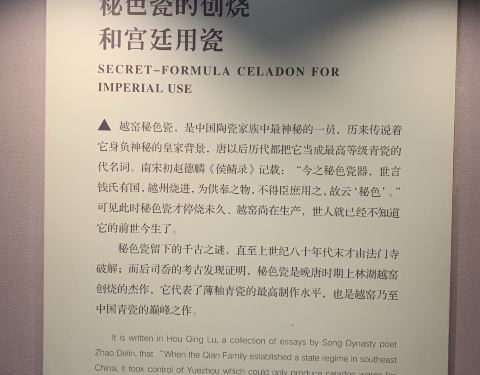 秘色瓷的创烧
和宫廷用瓷
SECRET-FORMULA CELADON FOR
IMPERIAL USE
▲ 越窑秘色瓷，是中国陶瓷家族中最神秘的一员，历来传说着
它身负神秘的皇家背景，唐以后历代都把它当成最高等级青瓷的
代名词。南宋初赵德麟《侯鲭录》记载：“今之秘色瓷器，世言
钱氏有国，越州烧进，为供奉之物，不得臣庶用之，故云‘秘色’。”
可见此时秘色瓷才停烧未久、越窑尚在生产，世人就已经不知道
它的前世今生了。
秘色瓷留下的千古之谜，直至上世纪八十年代末才由法门寺
破解；而后司岙的考古发现证明，秘色瓷是晚唐时期上林湖越窑
创烧的杰作，它代表了薄釉青瓷的最高制作水平，也是越窑乃至
中国青瓷的巅峰之作。
It is written in Hou Qing Lu, a collection of essays by Song Dynasty poet
Zhao Delin, that “When the Qian Family established a state regime in southeast
China, it took control of Yuezhou which could only produce celadon wares for